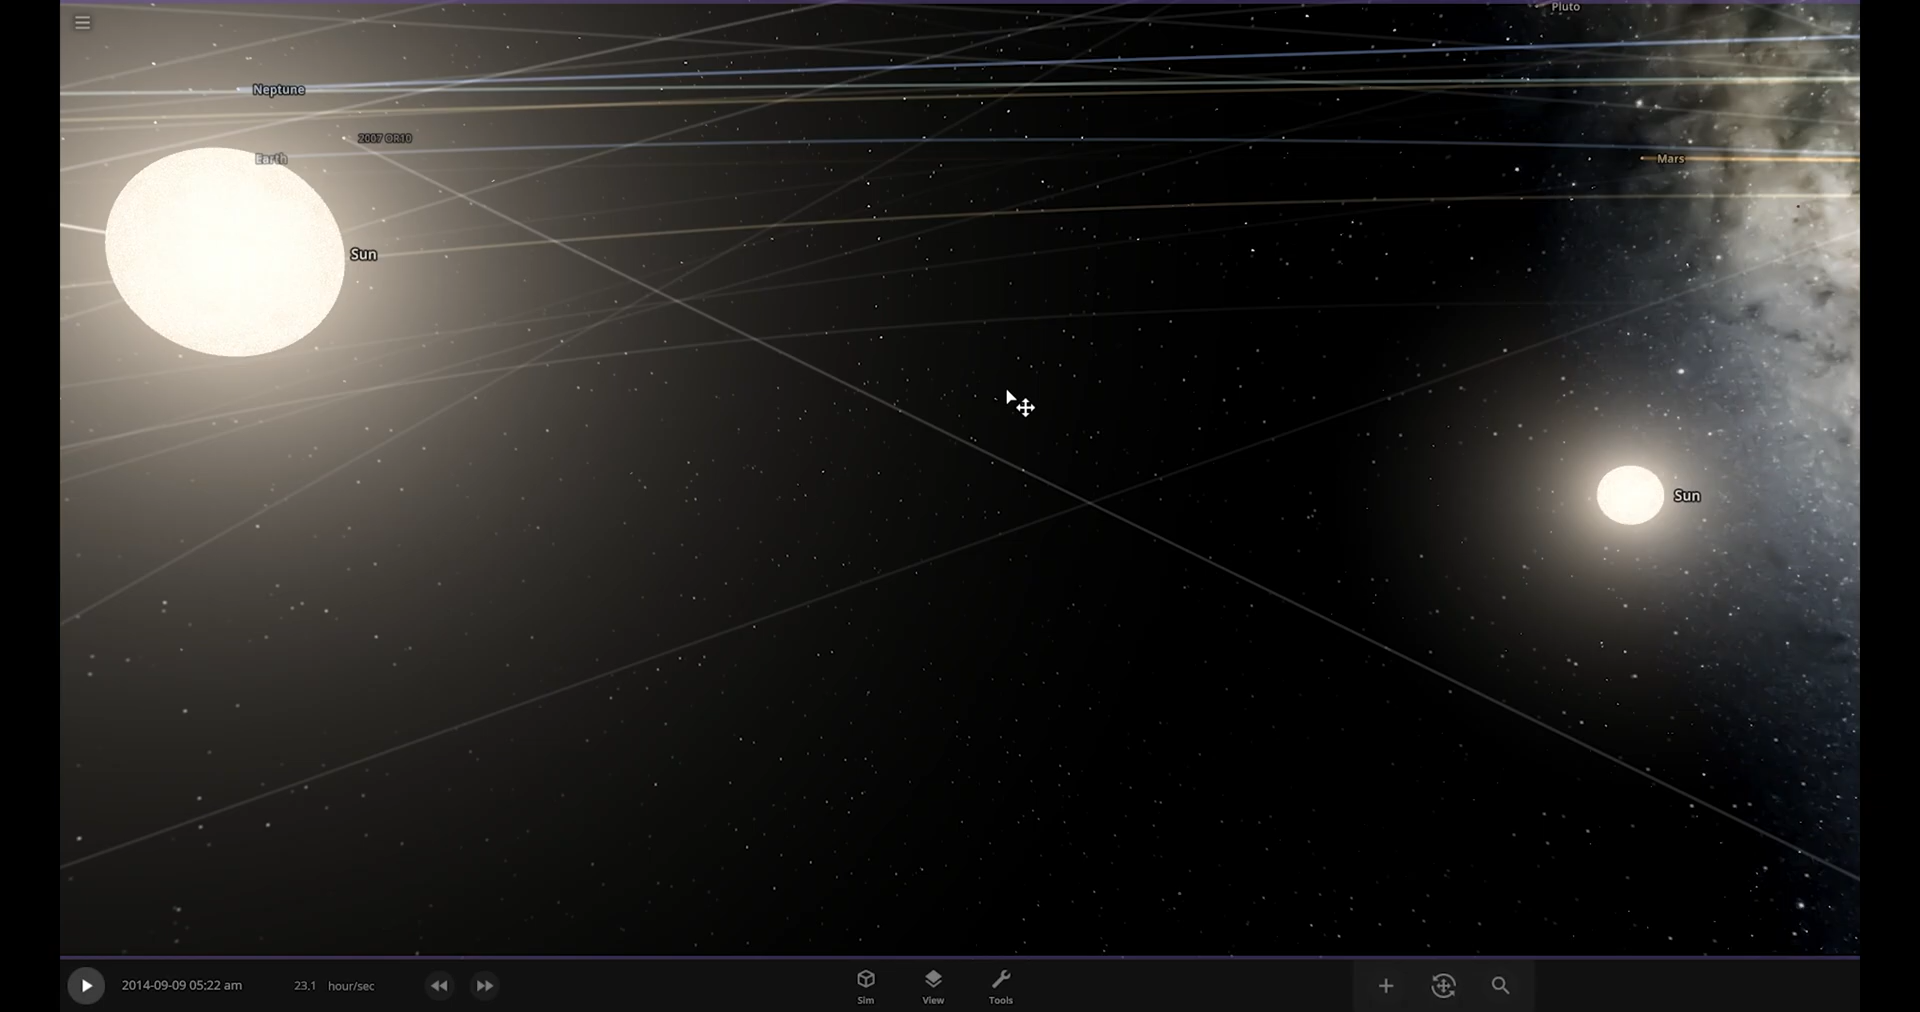 Pluto
Neptune
2007 OR10
Earth
Mars
Sun
Sun
2014-09-09 05:22 am
23.1 hour/sec
Sim
View
Tools